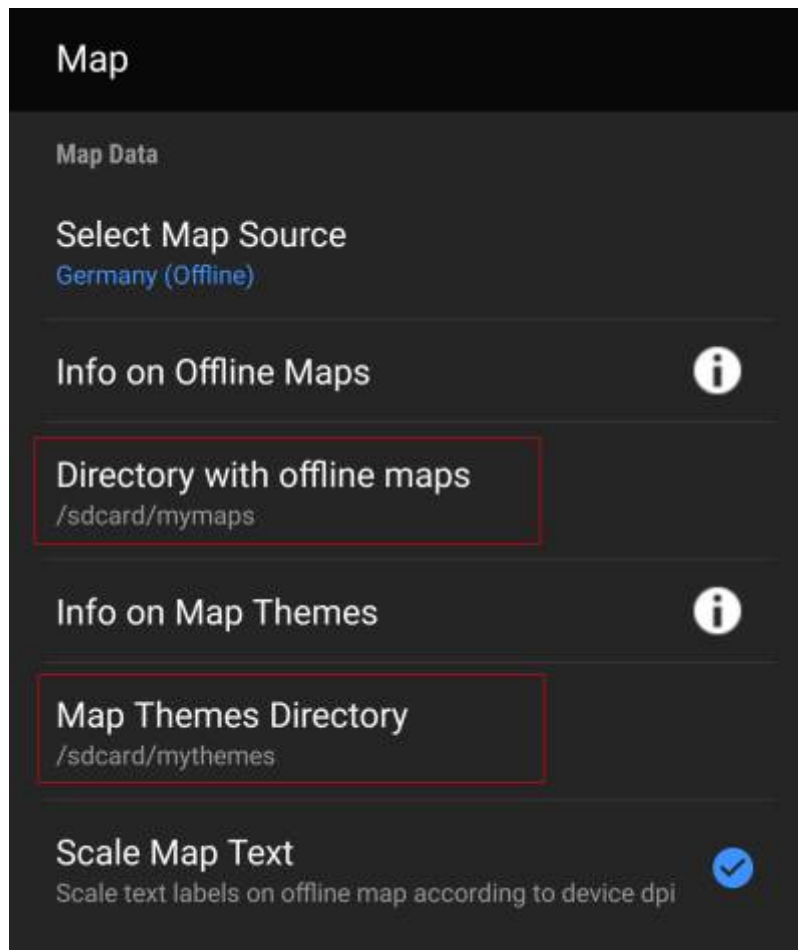 Map
Map Data
Select Map Source
Germany (Offline)
Info on Offline Maps
Directory with offline maps
/sdcard/mymaps
Info on Map Themes
Map Themes Directory
/sdcard/mythemes
Scale Map Text
Scale text labels on offline map according to device dpi